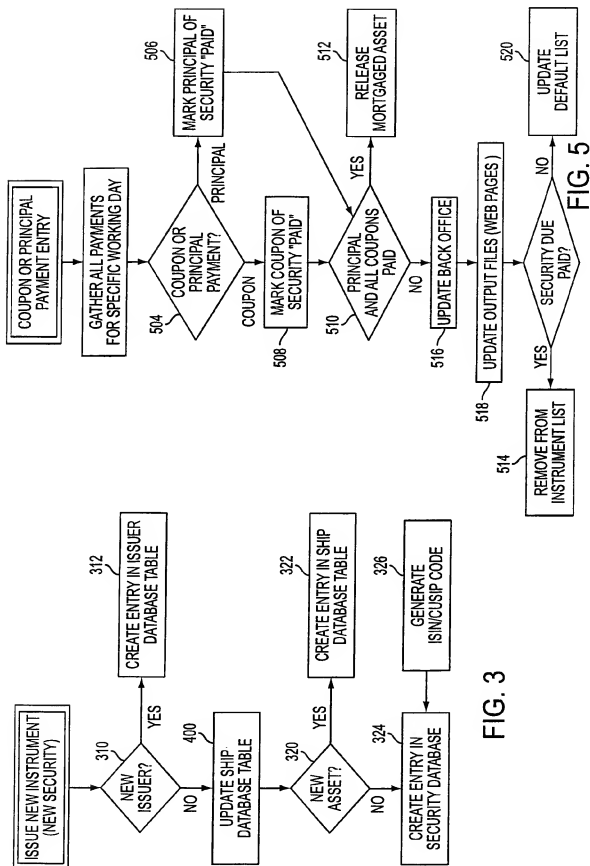 ISSUE NEW INSTRUMENT
(NEW SECURITY)
310
NEW
ISSUER?
YES
312
CREATE ENTRY IN ISSUER
DATABASE TABLE
NO
400
UPDATE SHIP
DATABASE TABLE
320
NEW
ASSET?
YES
322
CREATE ENTRY IN SHIP
DATABASE TABLE
NO
324
CREATE ENTRY IN
SECURITY DATABASE
326
GENERATE
ISIN/CUSIP CODE
FIG. 3
COUPON OR PRINCIPAL
PAYMENT ENTRY
GATHER ALL PAYMENTS
FOR SPECIFIC WORKING DAY
504
COUPON OR
PRINCIPAL
PAYMENT?
PRINCIPAL
506
MARK PRINCIPAL OF
SECURITY "PAID"
COUPON
508
MARK COUPON OF
SECURITY "PAID"
510
PRINCIPAL
AND ALL COUPONS
PAID
YES
512
RELEASE
MORTGAGED ASSET
NO
516
UPDATE BACK OFFICE
518
UPDATE OUTPUT FILES (WEB PAGES )
SECURITY DUE
PAID?
YES
514
REMOVE FROM
INSTRUMENT LIST
NO
520
UPDATE
DEFAULT LIST
FIG. 5